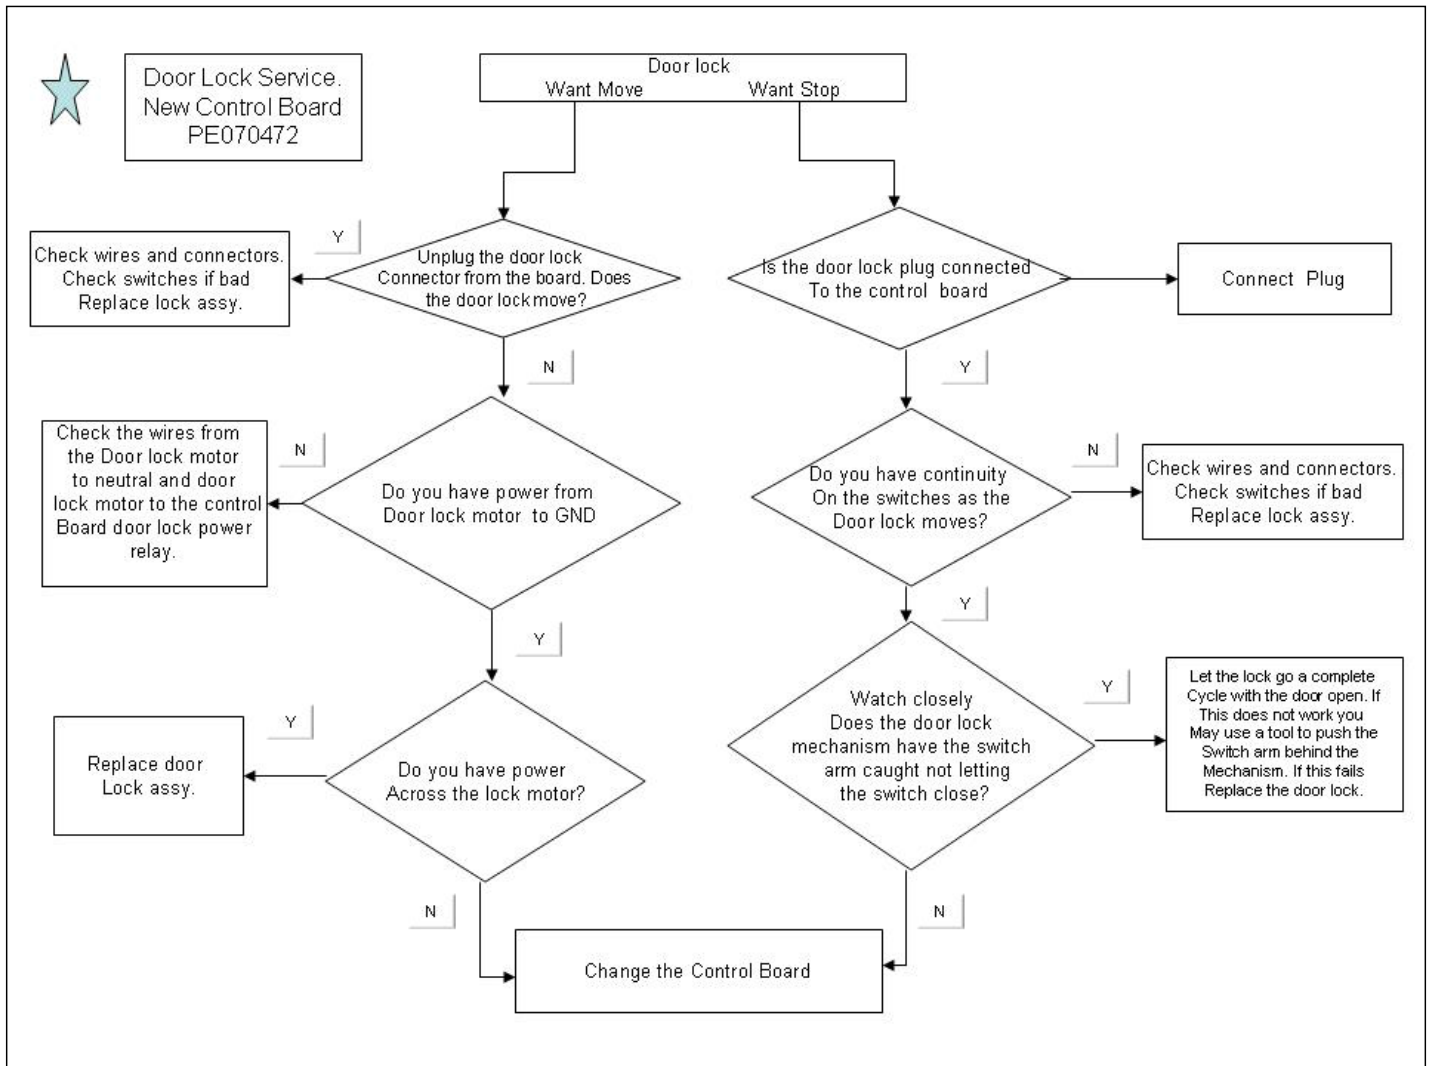 Door Lock Service.
New Control Board
PE070472
Door lock
Want Move Want Stop
Y
Check wires and connectors.
Check switches if bad
Replace lock assy.
Unplug the door lock
Connector from the board. Does
the door lock move?
Is the door lock plug connected
To the control board
Connect Plug
N
Y
Check the wires from
the Door lock motor
to neutral and door
lock motor to the control
Board door lock power
relay.
N
Do you have power from
Door lock motor to GND
Do you have continuity
On the switches as the
Door lock moves?
N
Check wires and connectors.
Check switches if bad
Replace lock assy.
Y
Y
Replace door
Lock assy.
Y
Do you have power
Across the lock motor?
Watch closely
Does the door lock
mechanism have the switch
arm caught not letting
the switch close?
Y
Let the lock go a complete
Cycle with the door open. If
This does not work you
May use a tool to push the
Switch arm behind the
Mechanism. If this fails
Replace the door lock.
N
N
Change the Control Board